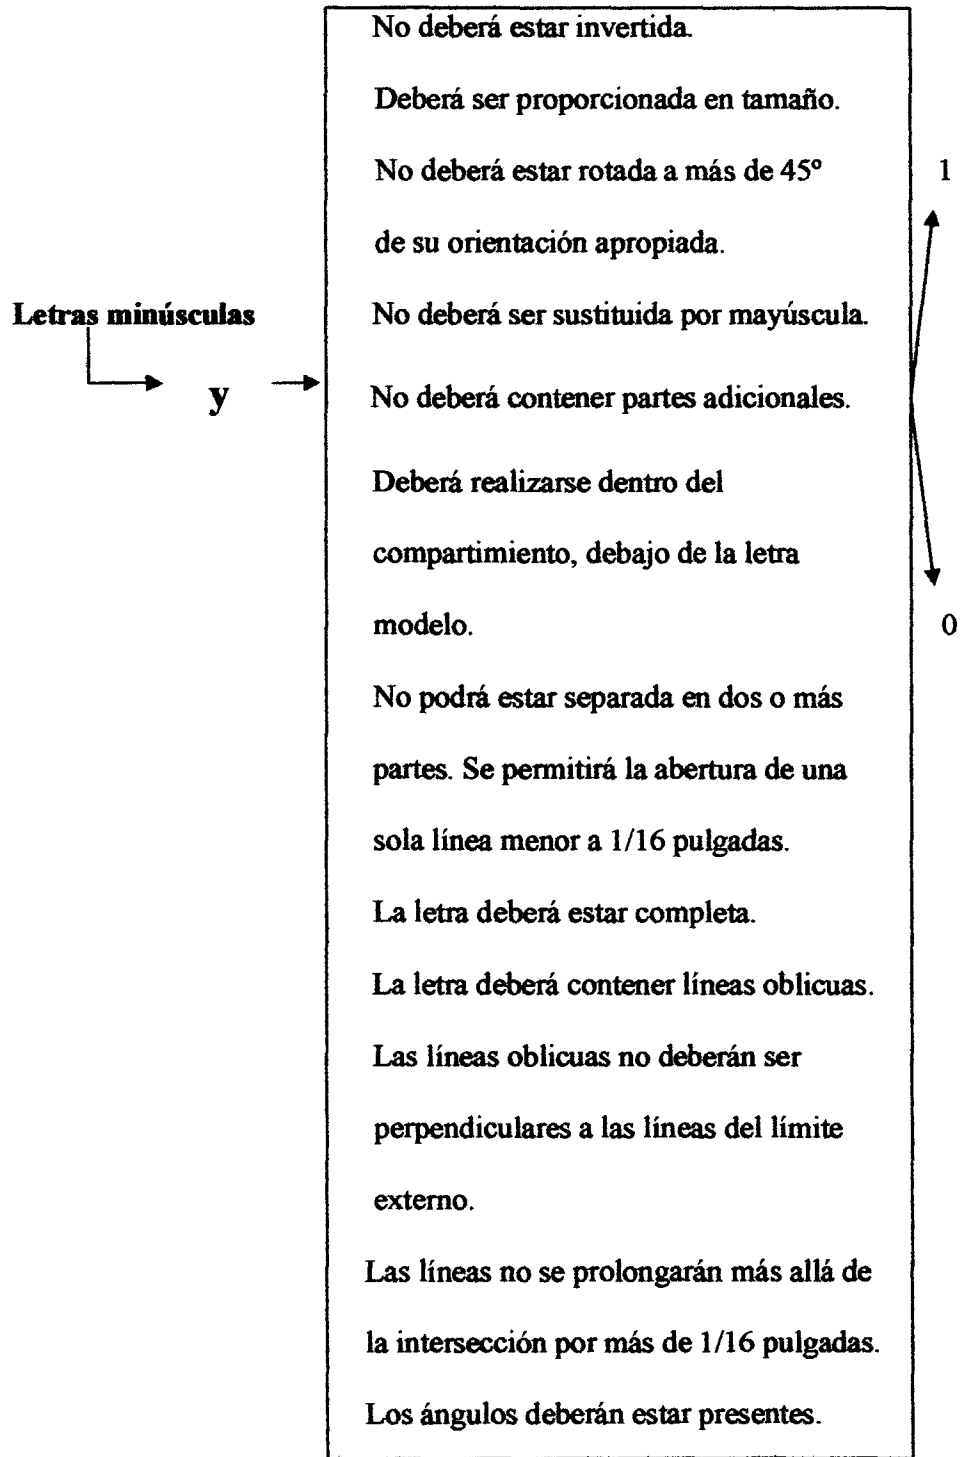 No deberá estar invertida.
Deberá ser proporcionada en tamaño.
No deberá estar rotada a más de 45º
1
de su orientación apropiada.
Letras minúsculas
No deberá ser sustituida por mayúscula.
y
No deberá contener partes adicionales.
Deberá realizarse dentro del
compartimiento, debajo de la letra
modelo.
0
No podrá estar separada en dos o más
partes. Se permitirá la abertura de una
sola línea menor a 1/16 pulgadas.
La letra deberá estar completa.
La letra deberá contener líneas oblicuas.
Las líneas oblicuas no deberán ser
perpendiculares a las líneas del límite
externo.
Las líneas no se prolongarán más allá de
la intersección por más de 1/16 pulgadas.
Los ángulos deberán estar presentes.